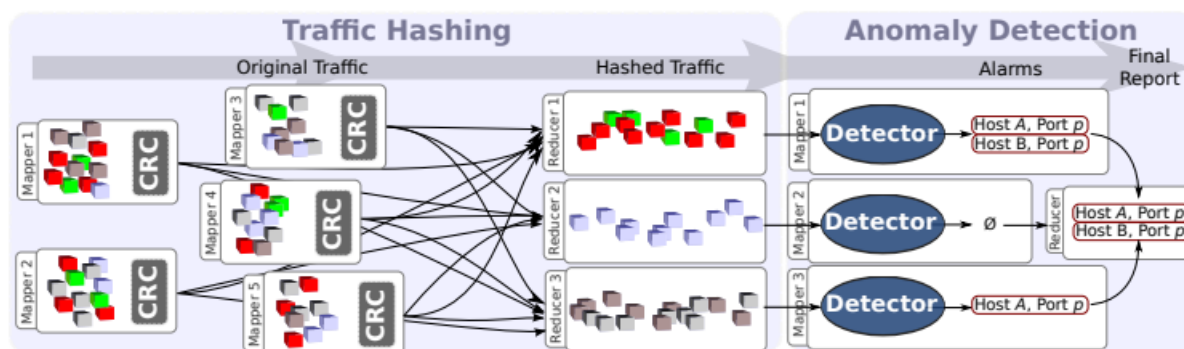 Traffic Hashing
Anomaly Detection
Original Traffic
Hashed Traffic
Alarms
Final
Report
Mapper 1
CRC
Mapper 2
CRC
Mapper 3
CRC
Mapper 4
CRC
Mapper 5
CRC
Reducer 1
Reducer 2
Reducer 3
Mapper 1
Detector
Host A, Port p
Host B, Port p
Mapper 2
Detector
ø
Mapper 3
Detector
Host A, Port p
Reducer
Host A, Port p
Host B, Port p